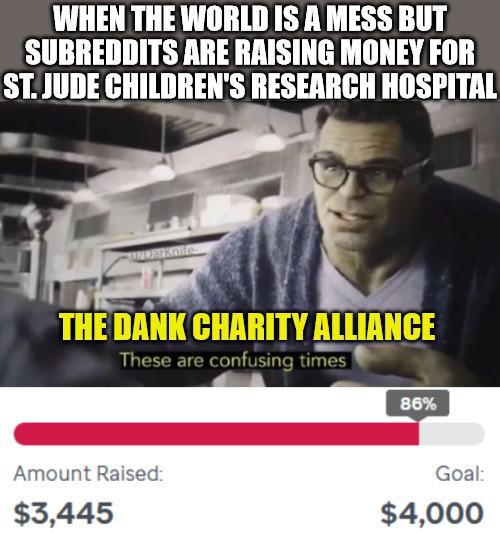 WHEN THE WORLD IS A MESS BUT
SUBREDDITS ARE RAISING MONEY FOR
ST. JUDE CHILDREN'S RESEARCH HOSPITAL
u/DarKnite
THE DANK CHARITY ALLIANCE
These are confusing times
86%
Amount Raised:
Goal:
$3,445
$4,000